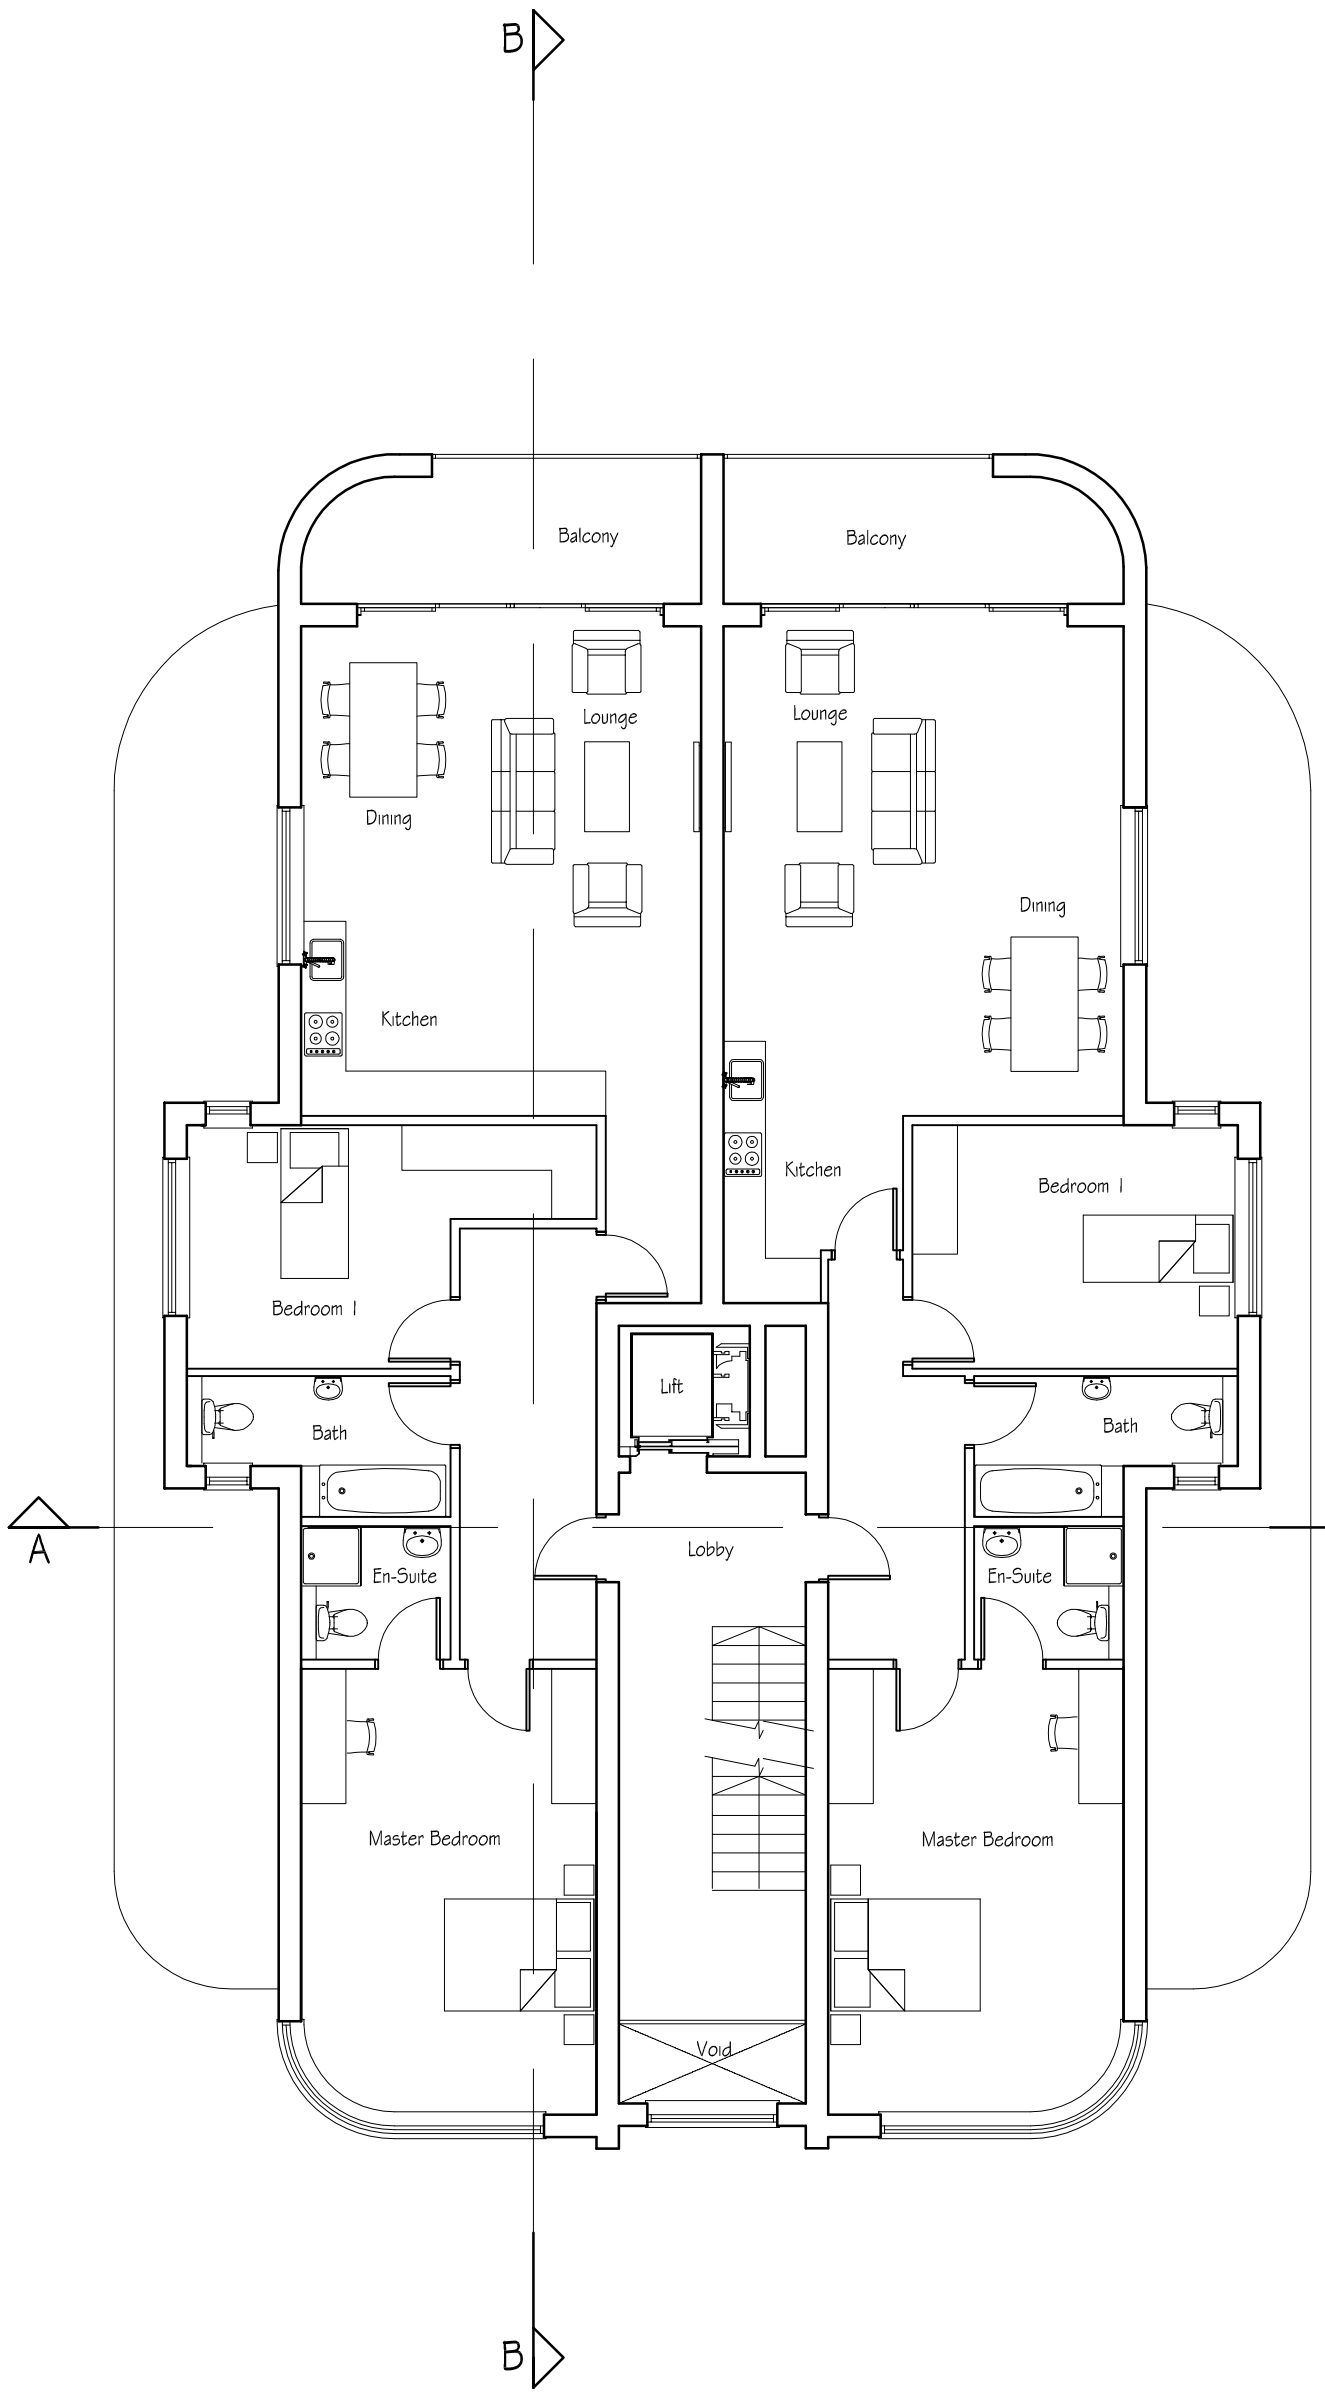 B
Balcony
Balcony
Lounge
Lounge
Dining
Dining
Kitchen
Kitchen
Bedroom 1
Bedroom 1
Lift
Bath
Bath
A
Lobby
En-Suite
En-Suite
Master Bedroom
Master Bedroom
Void
B